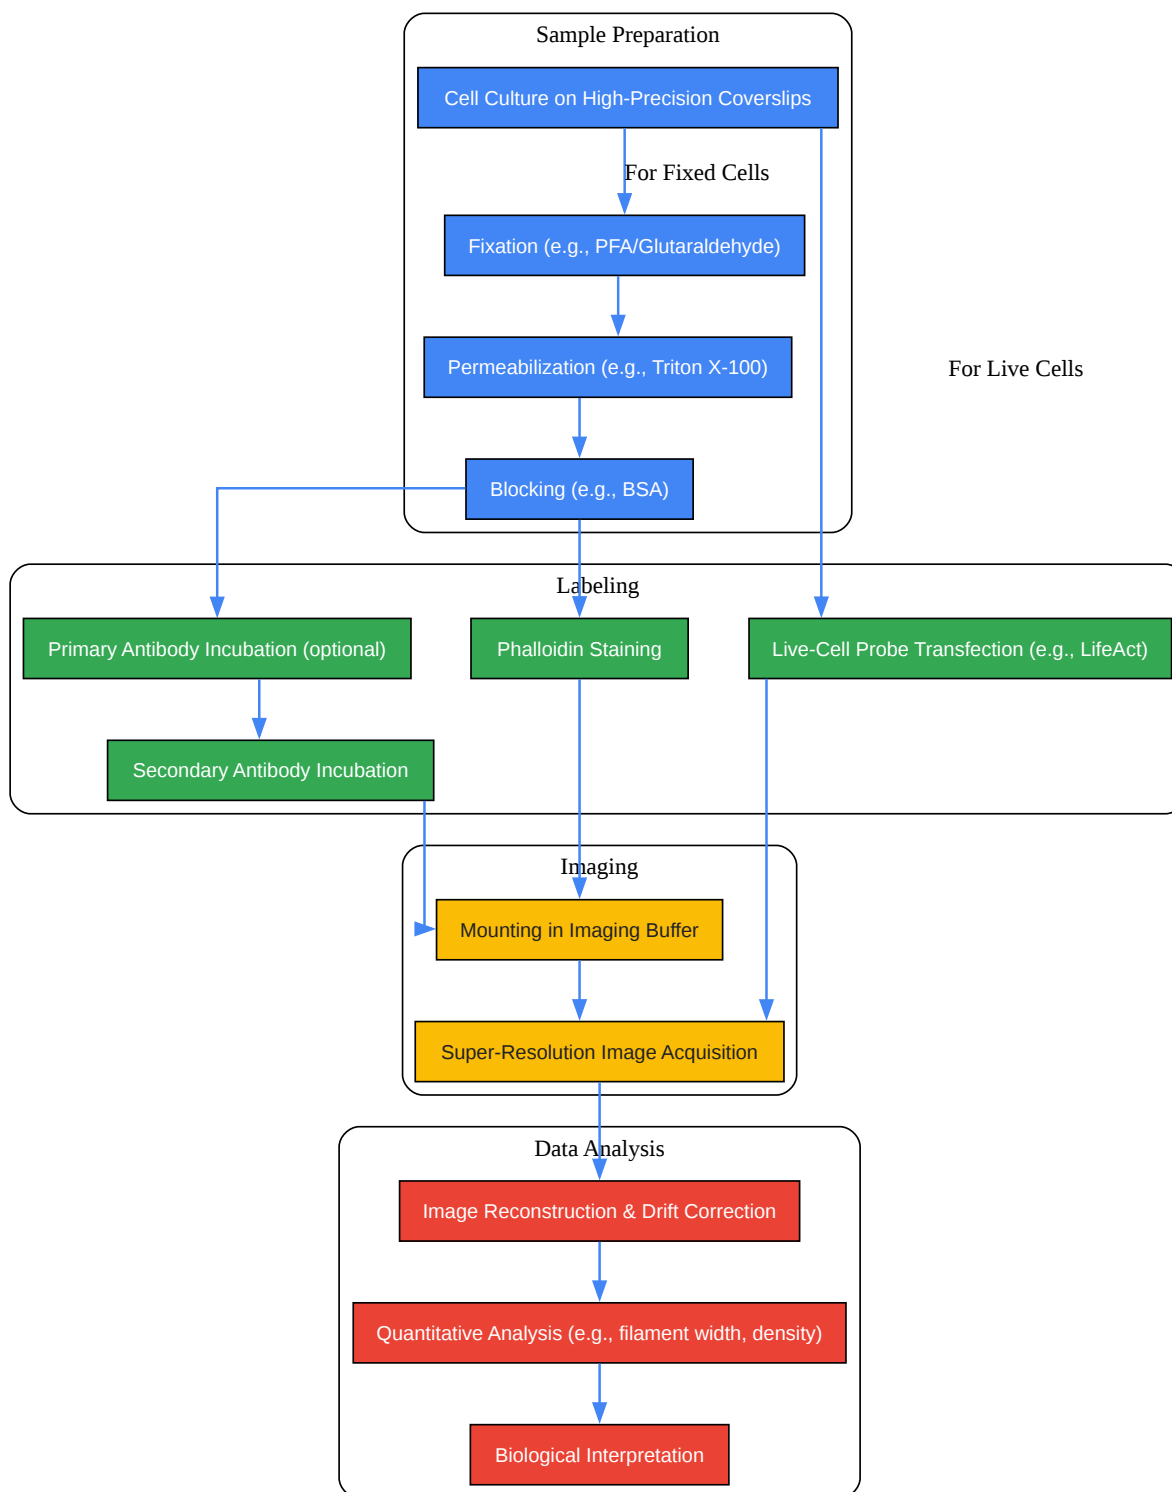 Sample Preparation
Cell Culture on High-Precision Coverslips
For Fixed Cells
Fixation (e.g., PFA/Glutaraldehyde)
Permeabilization (e.g., Triton X-100)
For Live Cells
Blocking (e.g., BSA)
Labeling
Primary Antibody Incubation (optional)
Phalloidin Staining
Live-Cell Probe Transfection (e.g., LifeAct)
Secondary Antibody Incubation
Imaging
Mounting in Imaging Buffer
Super-Resolution Image Acquisition
Data Analysis
Image Reconstruction & Drift Correction
Quantitative Analysis (e.g., filament width, density)
Biological Interpretation